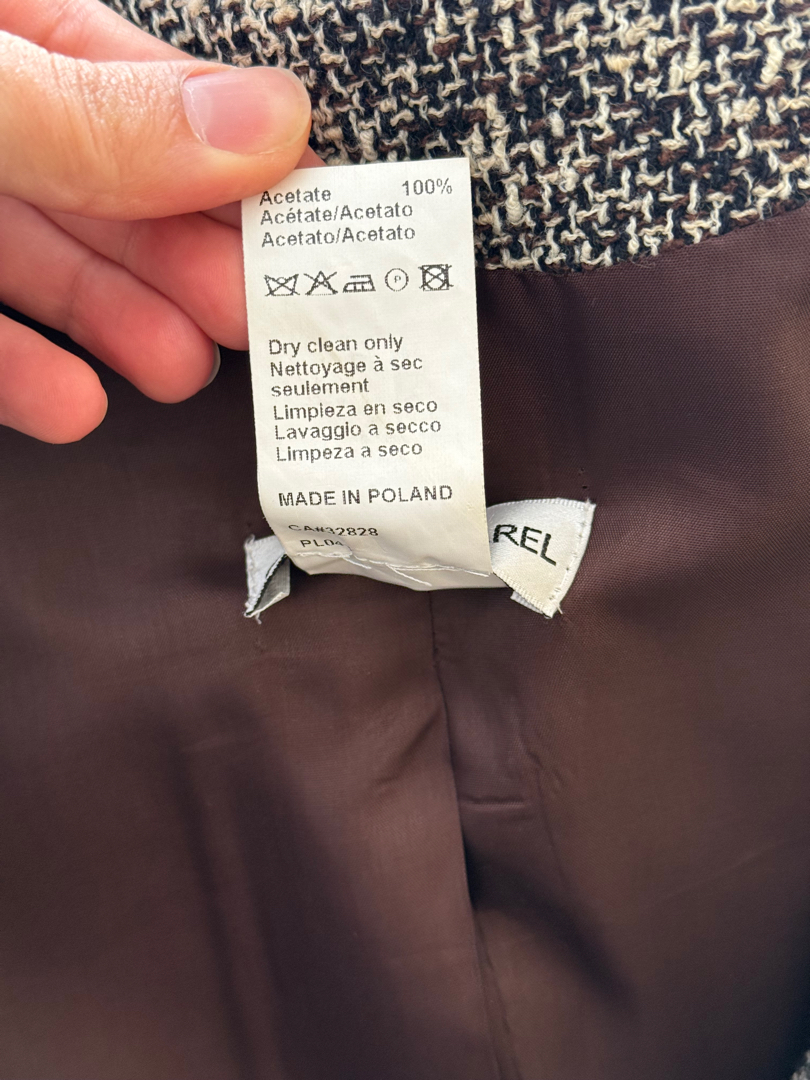 Acetate 100%
Acétate/Acetato
Acetato/Acetato
P
Dry clean only
Nettoyage à sec
seulement
Limpieza en seco
Lavaggio a secco
Limpeza a seco
MADE IN POLAND
CA#32828
REL